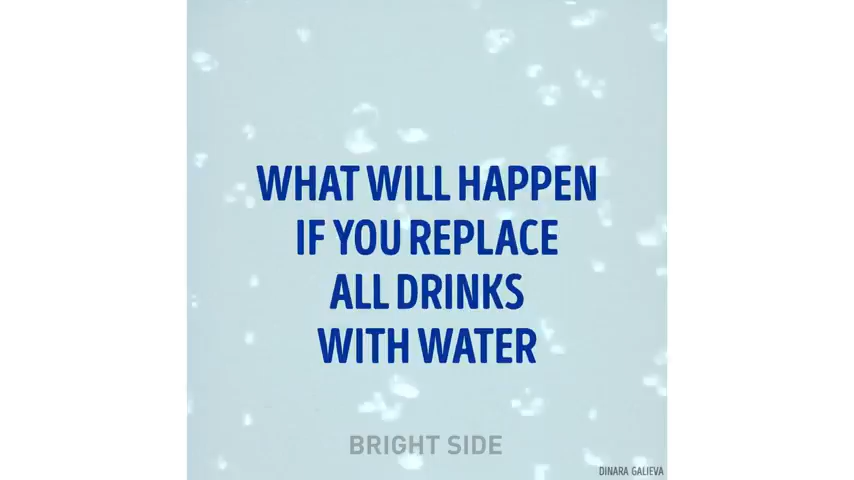 WHAT WILL HAPPEN
IF YOU REPLACE
ALL DRINKS
WITH WATER
BRIGHT SIDE
DINARA GALIEVA